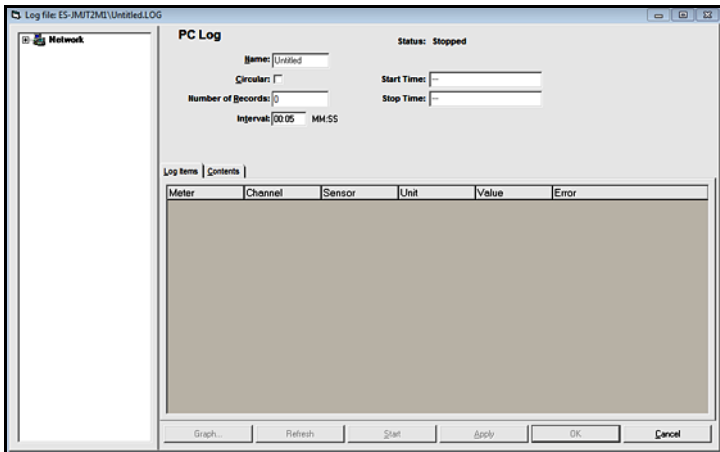 Log file: ES-JMJT2M1\Untitled.LOG
Network
PC Log
Status: Stopped
Name: Untitled
Circular:
Start Time: ---
Number of Records: 0
Stop Time: ---
Interval: 00:05 MM:SS
Log Items Contents
Meter Channel Sensor Unit Value Error
Graph... Refresh Start Apply OK Cancel